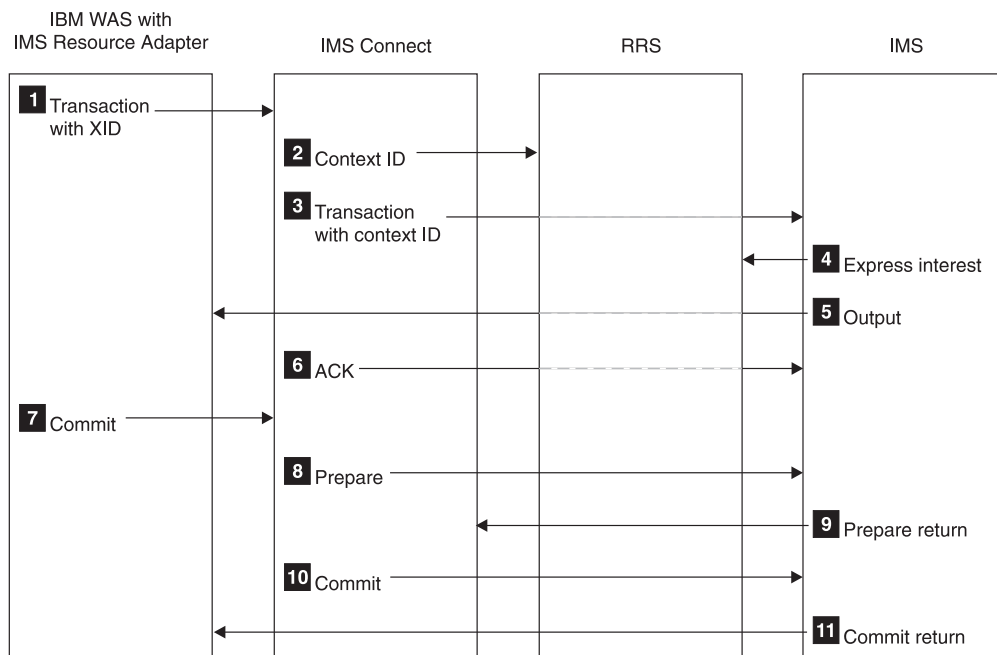 IBM WAS with
IMS Resource Adapter
IMS Connect
RRS
IMS
1 Transaction
with XID
2 Context ID
3 Transaction
with context ID
4 Express interest
5 Output
6 ACK
7 Commit
8 Prepare
9 Prepare return
10 Commit
11 Commit return